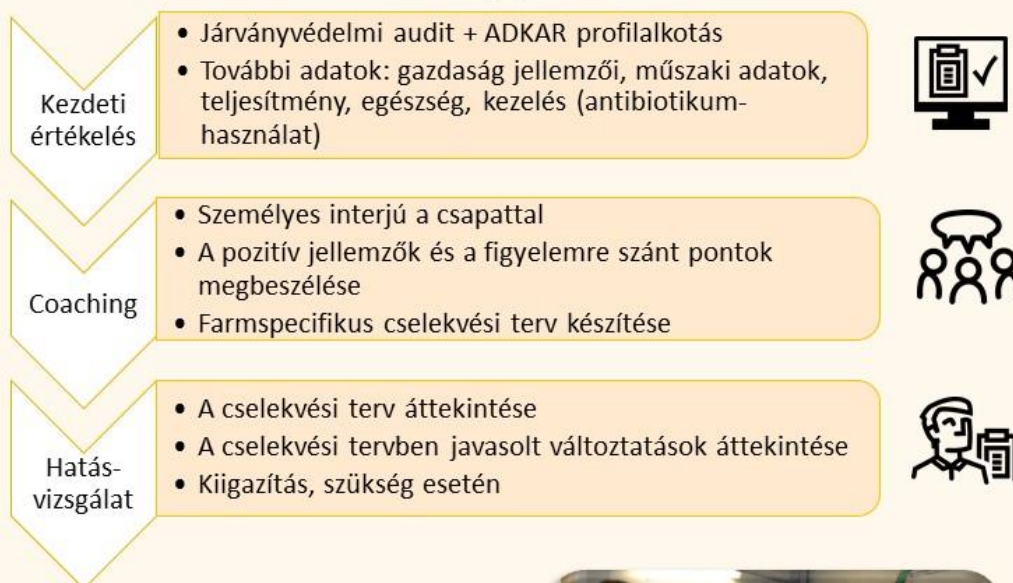 Kezdeti
értékelés
• Járványvédelmi audit + ADKAR profilalkotás
• További adatok: gazdaság jellemzői, műszaki adatok,
teljesítmény, egészség, kezelés (antibiotikum-
használat)
Coaching
• Személyes interjú a csapattal
• A pozitív jellemzők és a figyelemre szánt pontok
megbeszélése
• Farmspecifikus cselekvési terv készítése
Hatás-
vizsgálat
• A cselekvési terv áttekintése
• A cselekvési tervben javasolt változtatások áttekintése
• Kiigazítás, szükség esetén